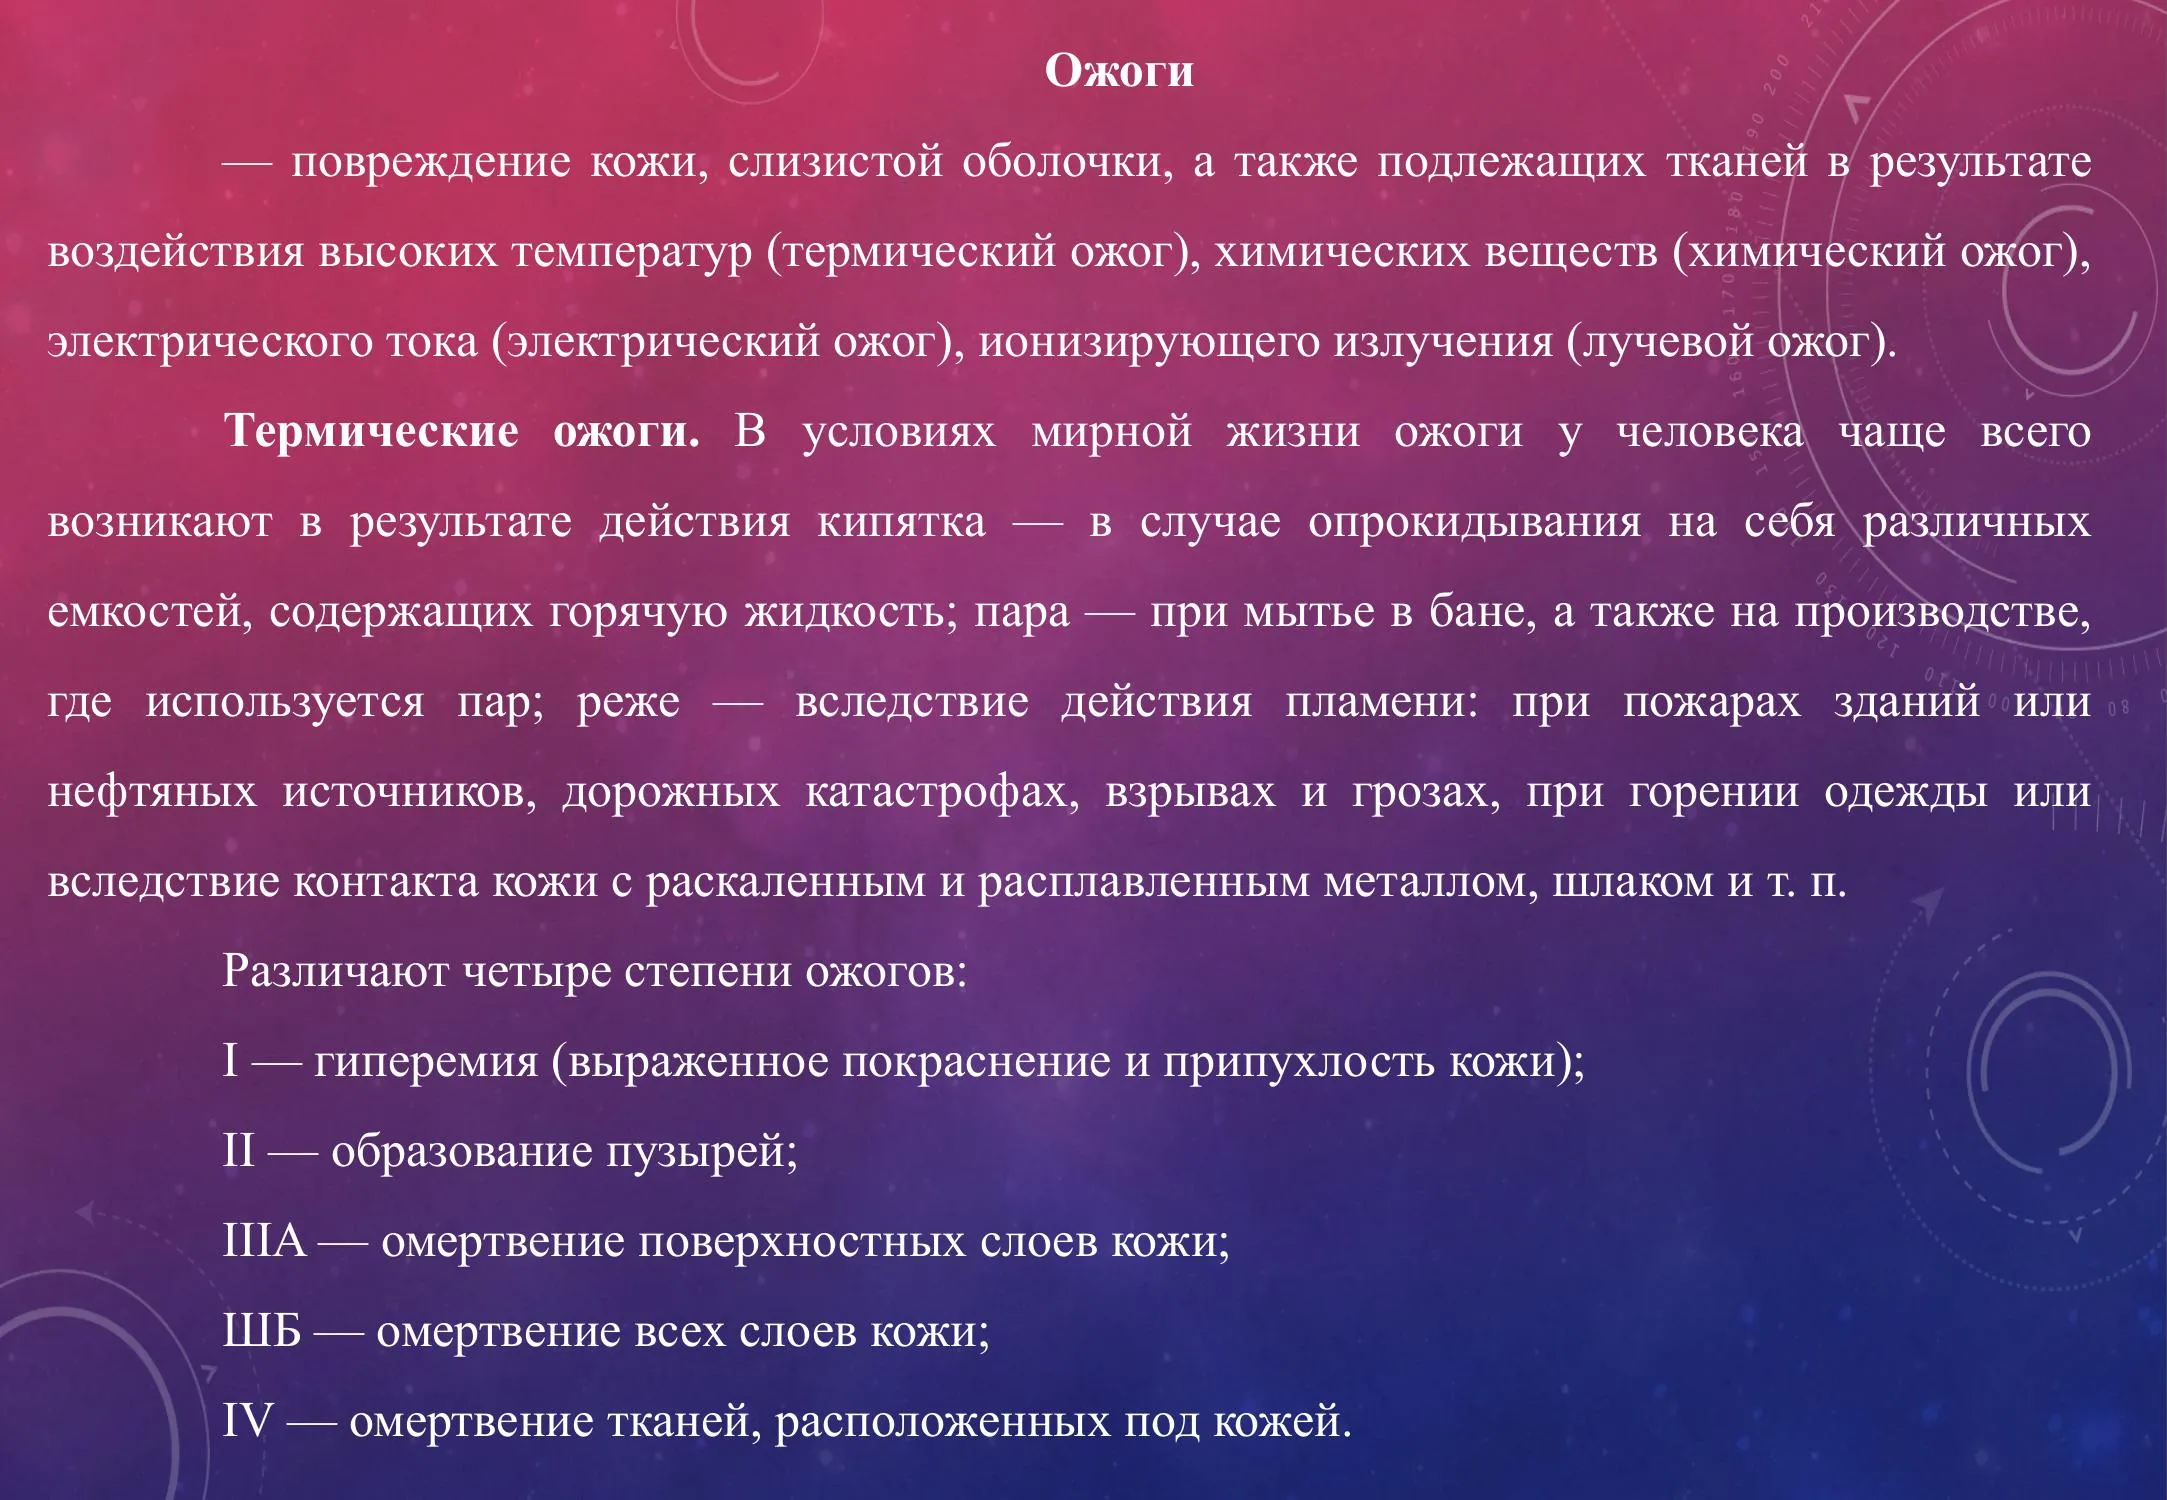 Ожоги
— повреждение кожи, слизистой оболочки, а также подлежащих тканей в результате
воздействия высоких температур (термический ожог), химических веществ (химический ожог),
электрического тока (электрический ожог), ионизирующего излучения (лучевой ожог).
Термические ожоги. В условиях мирной жизни ожоги у человека чаще всего
возникают в результате действия кипятка — в случае опрокидывания на себя различных
емкостей, содержащих горячую жидкость; пара — при мытье в бане, а также на производстве,
где используется пар; реже — вследствие действия пламени: при пожарах зданий или
нефтяных источников, дорожных катастрофах, взрывах и грозах, при горении одежды или
вследствие контакта кожи с раскаленным и расплавленным металлом, шлаком и т. п.
Различают четыре степени ожогов:
I — гиперемия (выраженное покраснение и припухлость кожи);
II — образование пузырей;
IIIA — омертвение поверхностных слоев кожи;
ШБ — омертвение всех слоев кожи;
IV — омертвение тканей, расположенных под кожей.